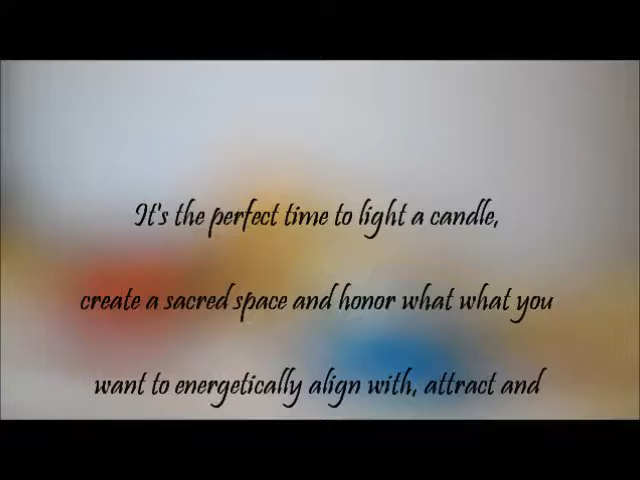 It's the perfect time to light a candle,
create a sacred space and honor what what you
want to energetically align with, attract and